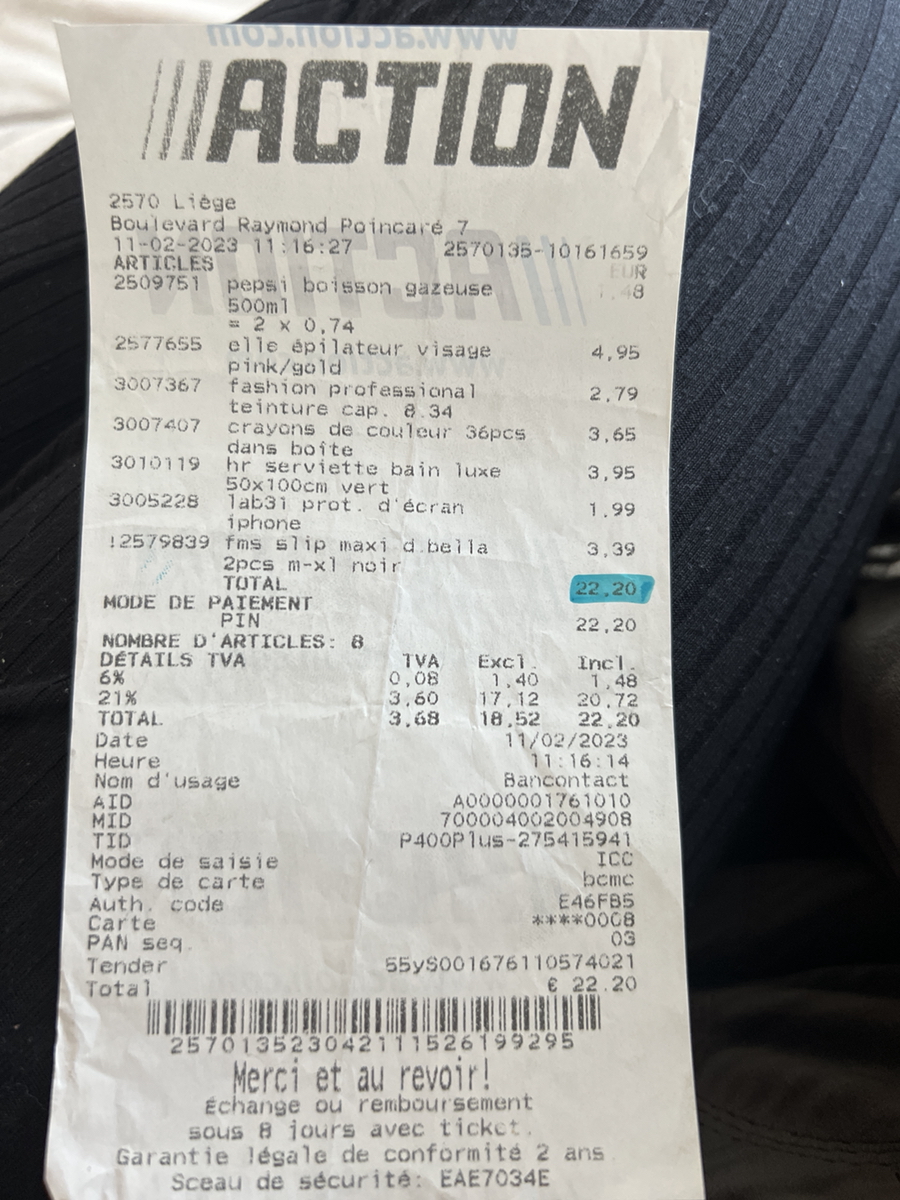 www.action.com
ACTION
2570 Liège
Boulevard Raymond Poincaré 7
11-02-2023 11:16:27 2570135-10161659
ARTICLES EUR
2509751 pepsi boisson gazeuse 1.48
500ml
= 2 x 0,74
2577655 elle épilateur visage 4,95
pink/gold
3007367 fashion professional 2,79
teinture cap. 8.34
3007407 crayons de couleur 36pcs 3,65
dans boîte
3010119 hr serviette bain luxe 3,95
50x100cm vert
3005228 lab31 prot. d'écran 1.99
iphone
!2579839 fms slip maxi d.bella 3,39
2pcs m-xl noir
TOTAL 22,20
MODE DE PAIEMENT
PIN 22,20
NOMBRE D'ARTICLES: 8
DÉTAILS TVA TVA Excl. Incl.
6% 0,08 1,40 1,48
21% 3,60 17,12 20,72
TOTAL 3,68 18,52 22,20
Date 11/02/2023
Heure 11:16:14
Nom d'usage Bancontact
AID A0000001761010
MID 700004002004908
TID P400Plus-275415941
Mode de saisie ICC
Type de carte bcmc
Auth. code E46FB5
Carte ****0008
PAN seq. 03
Tender 55yS001676110574021
Total € 22.20
2570135230421111526199295
Merci et au revoir!
Échange ou remboursement
sous 8 jours avec ticket.
Garantie légale de conformité 2 ans
Sceau de sécurité: EAE7034E